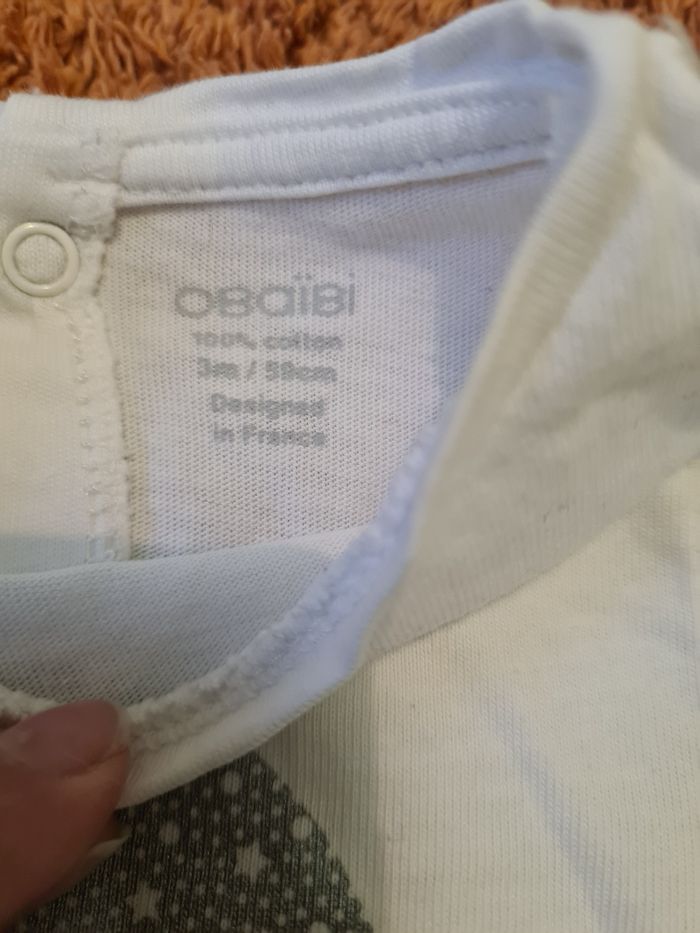 obaïbi
100% cotton
3m / 59cm
Designed
in France